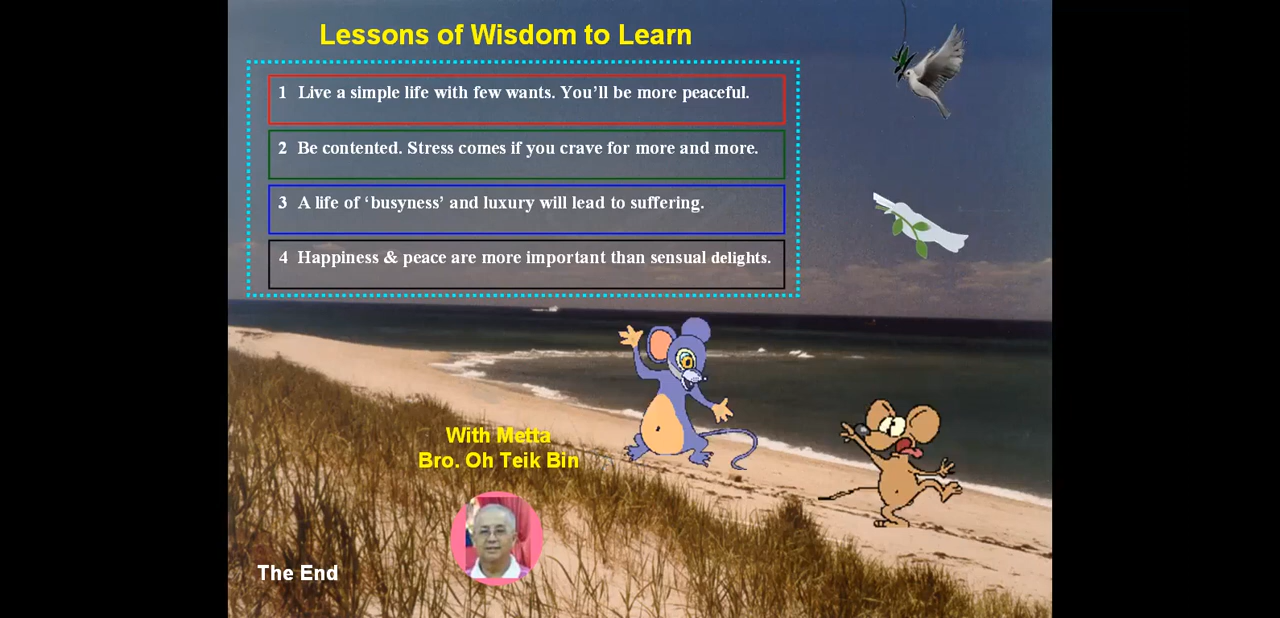 Lessons of Wisdom to Learn
1 Live a simple life with few wants. You’ll be more peaceful.
2 Be contented. Stress comes if you crave for more and more.
3 A life of ‘busyness’ and luxury will lead to suffering.
4 Happiness & peace are more important than sensual delights.
With Metta
Bro. Oh Teik Bin
The End